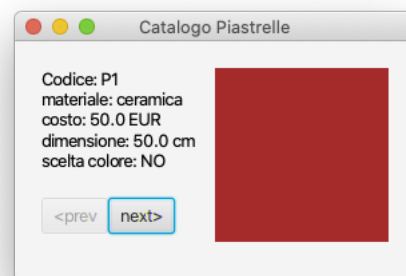 Catalogo Piastrelle
Codice: P1
materiale: ceramica
costo: 50.0 EUR
dimensione: 50.0 cm
scelta colore: NO
<prev next>